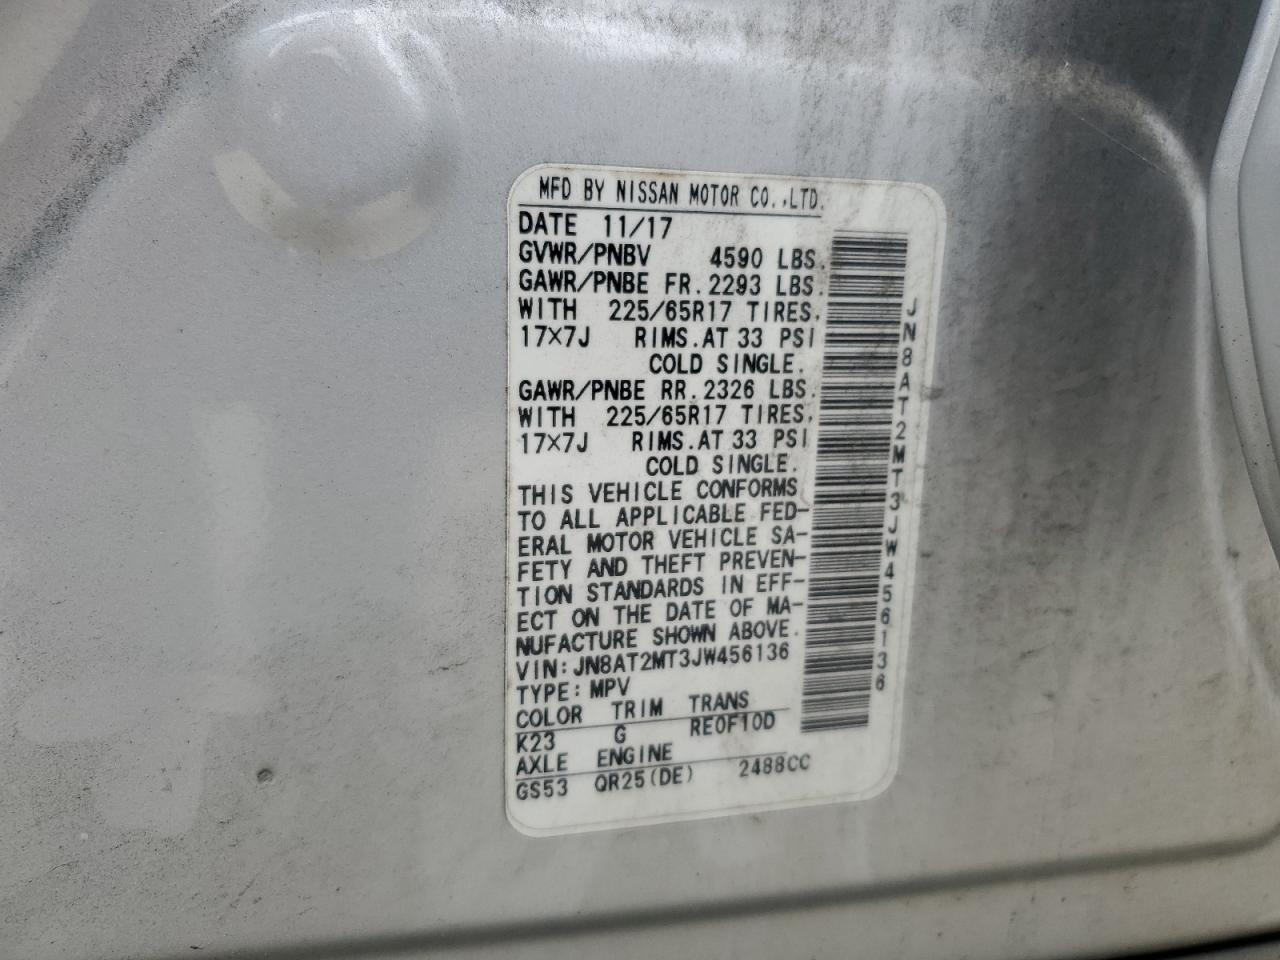 MFD BY NISSAN MOTOR CO.,LTD.
DATE 11/17
GVWR/PNBV 4590 LBS.
GAWR/PNBE FR. 2293 LBS.
WITH 225/65R17 TIRES,
17×7J RIMS.AT 33 PSI
COLD SINGLE.
GAWR/PNBE RR. 2326 LBS.
WITH 225/65R17 TIRES,
17×7J RIMS.AT 33 PSI
COLD SINGLE.
THIS VEHICLE CONFORMS
TO ALL APPLICABLE FED-
ERAL MOTOR VEHICLE SA-
FETY AND THEFT PREVEN-
TION STANDARDS IN EFF-
ECT ON THE DATE OF MA-
NUFACTURE SHOWN ABOVE.
VIN:JN8AT2MT3JW456136
TYPE:MPV
COLOR TRIM TRANS
K23 G RE0F10D
AXLE ENGINE
GS53 QR25(DE) 2488CC
JN8AT2MT3JW456136